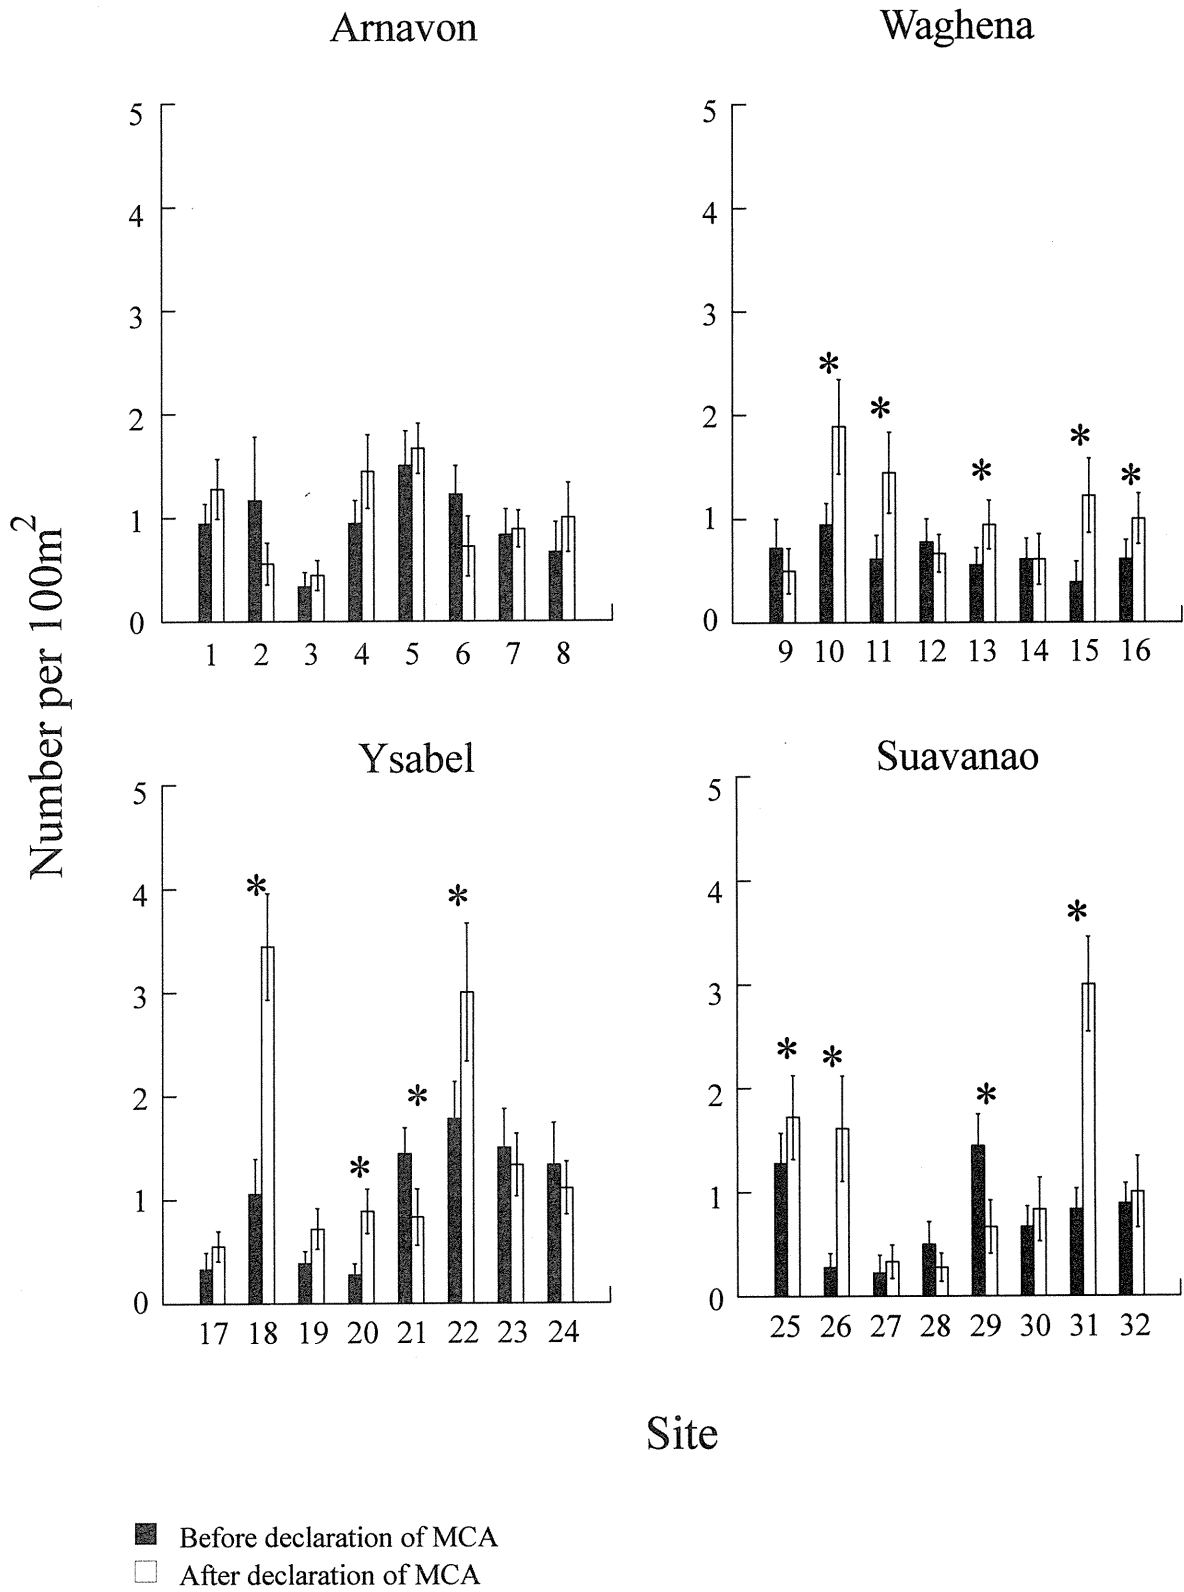 Arnavon
Waghena
5
4
3
2
1
0
1 2 3 4 5 6 7 8
5
4
3
2
1
0
9 10 11 12 13 14 15 16
* * * * *
Number per 100m²
Ysabel
Suavanao
5
4
3
2
1
0
17 18 19 20 21 22 23 24
* * * *
5
4
3
2
1
0
25 26 27 28 29 30 31 32
* * * *
Site
Before declaration of MCA
After declaration of MCA